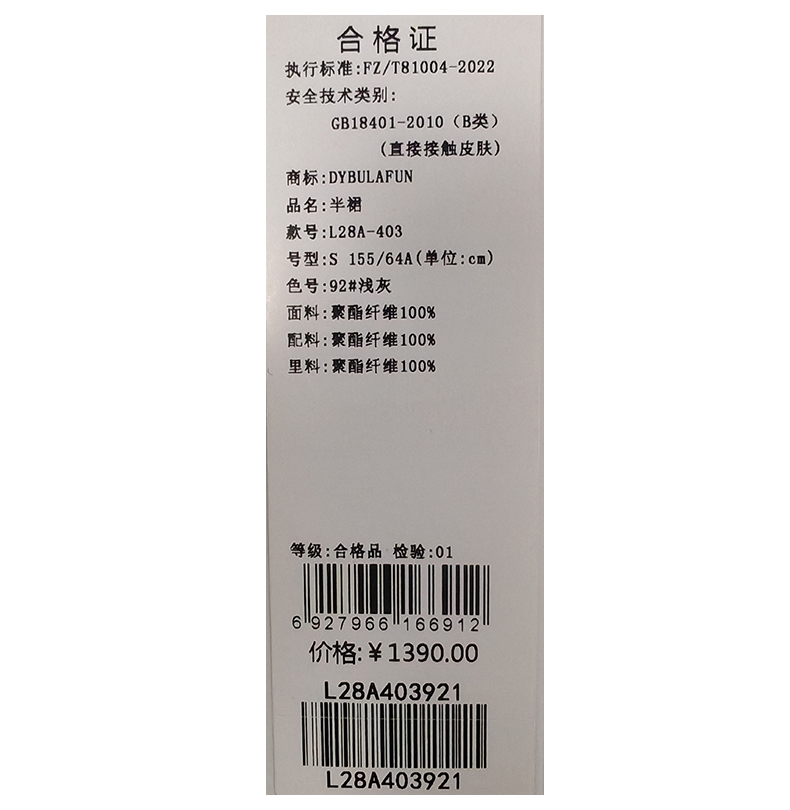 合格证
执行标准:FZ/T81004-2022
安全技术类别:
GB18401-2010（B类）
(直接接触皮肤)
商标:DYBULAFUN
品名:半裙
款号:L28A-403
号型:S 155/64A(单位:cm)
色号:92#浅灰
面料:聚酯纤维100%
配料:聚酯纤维100%
里料:聚酯纤维100%
等级:合格品 检验:01
6 927966 166912
价格:￥1390.00
L28A403921
L28A403921